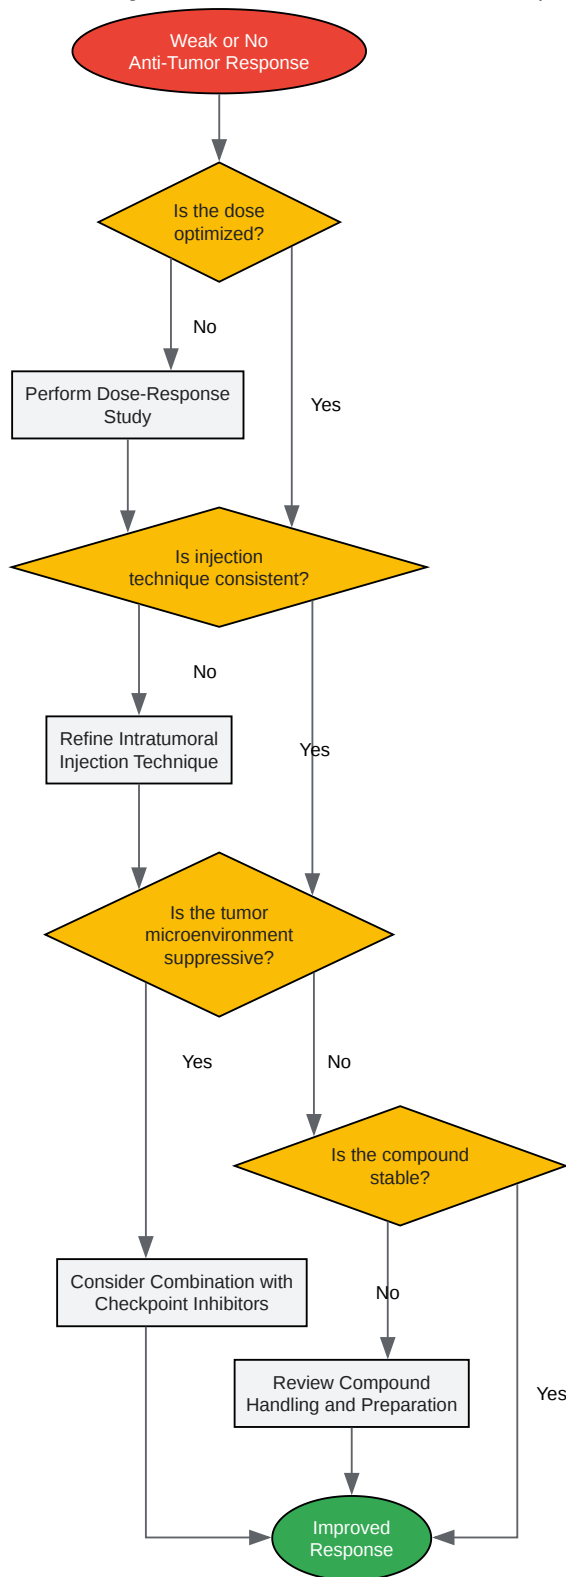 Weak or No
Anti-Tumor Response
Is the dose
optimized?
No
Yes
Perform Dose-Response
Study
Is injection
technique consistent?
No
Yes
Refine Intratumoral
Injection Technique
Is the tumor
microenvironment
suppressive?
Yes
No
Is the compound
stable?
Consider Combination with
Checkpoint Inhibitors
No
Review Compound
Handling and Preparation
Yes
Improved
Response